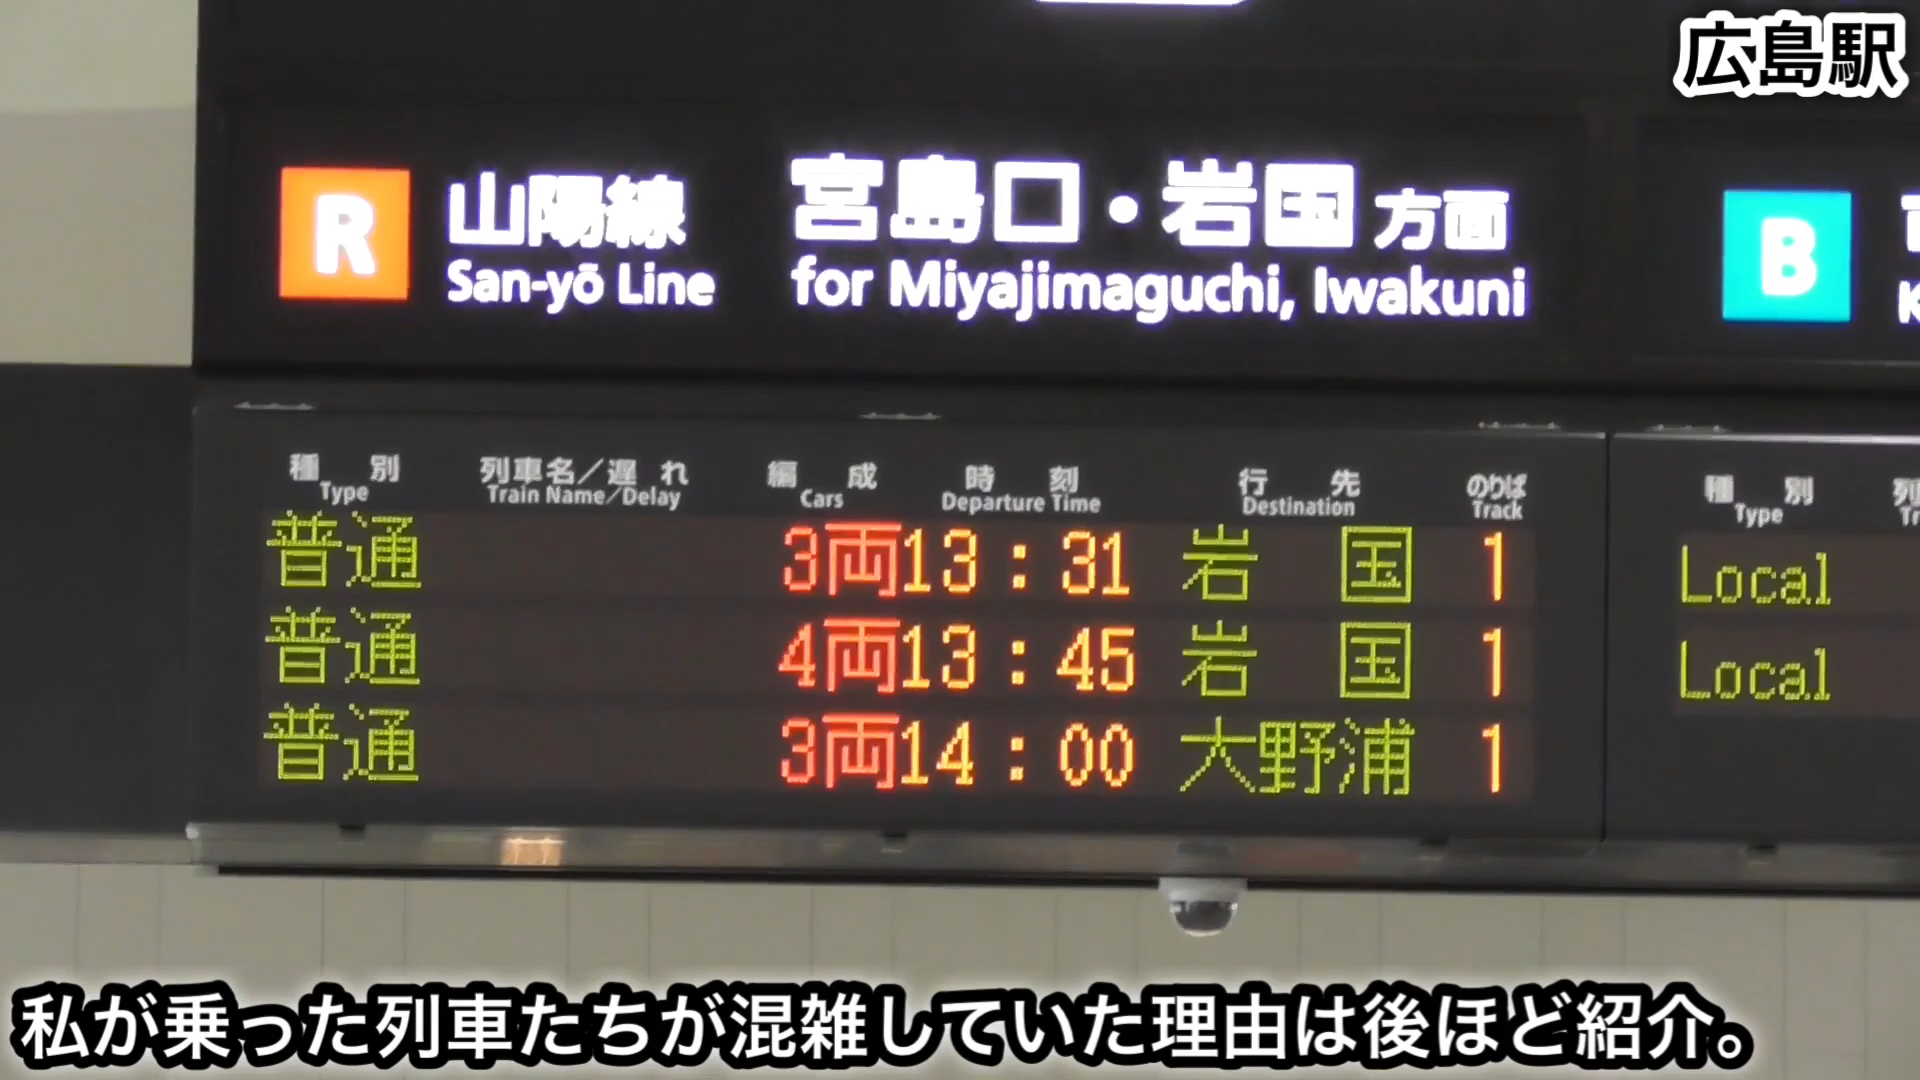 広島駅
R 山陽線 宮島口・岩国 方面 B
San-yō Line for Miyajimaguchi, Iwakuni
種別 列車名／遅れ 編成 時刻 行先 のりば 種別 列
Type Train Name／Delay Cars Departure Time Destination Track Type
普通 3両 13:31 岩国 1 Local
普通 4両 13:45 岩国 1 Local
普通 3両 14:00 大野浦 1
私が乗った列車たちが混雑していた理由は後ほど紹介。